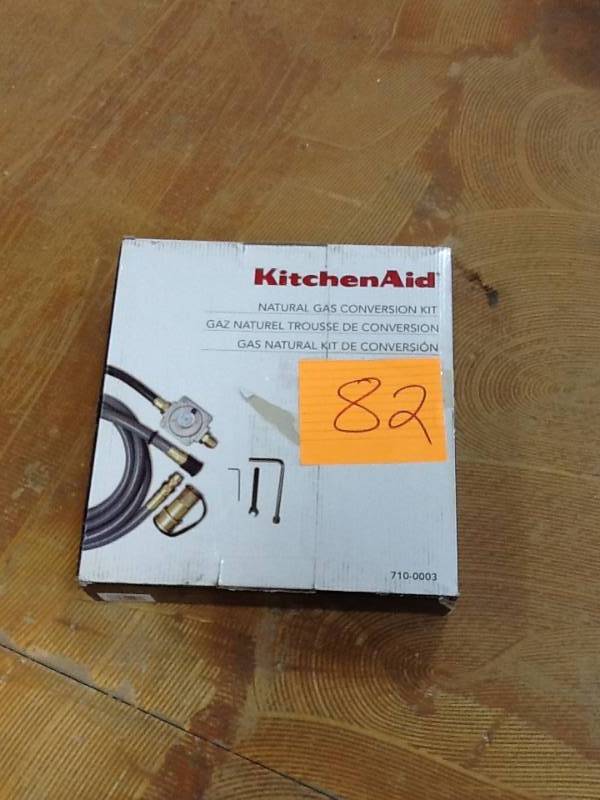 KitchenAid
NATURAL GAS CONVERSION KIT
GAZ NATUREL TROUSSE DE CONVERSION
GAS NATURAL KIT DE CONVERSIÓN
82
710-0003